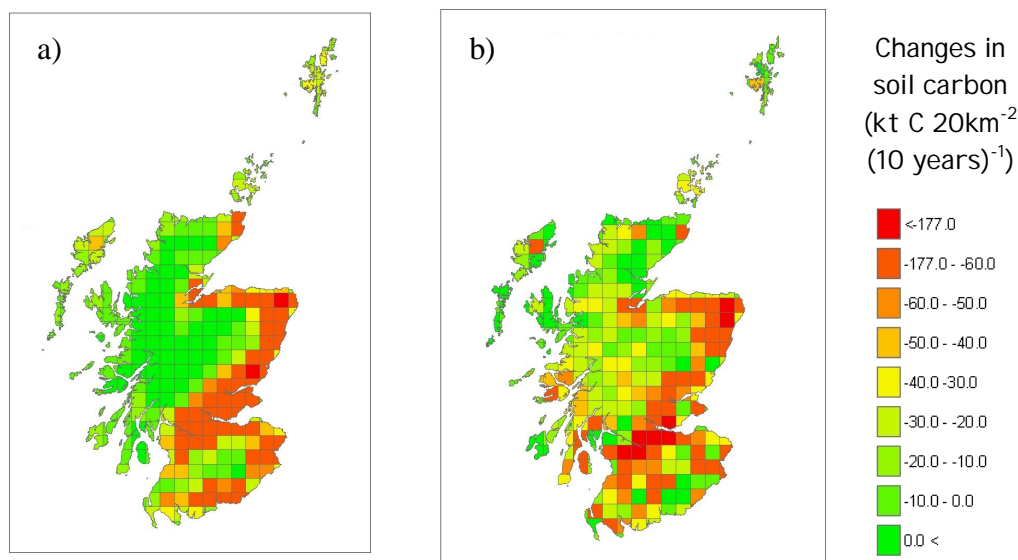 a)
b)
Changes in
soil carbon
(kt C 20km⁻²
(10 years)⁻¹)
<-177.0
-177.0 - -60.0
-60.0 - -50.0
-50.0 - -40.0
-40.0 -30.0
-30.0 - -20.0
-20.0 - -10.0
-10.0 - 0.0
0.0 <